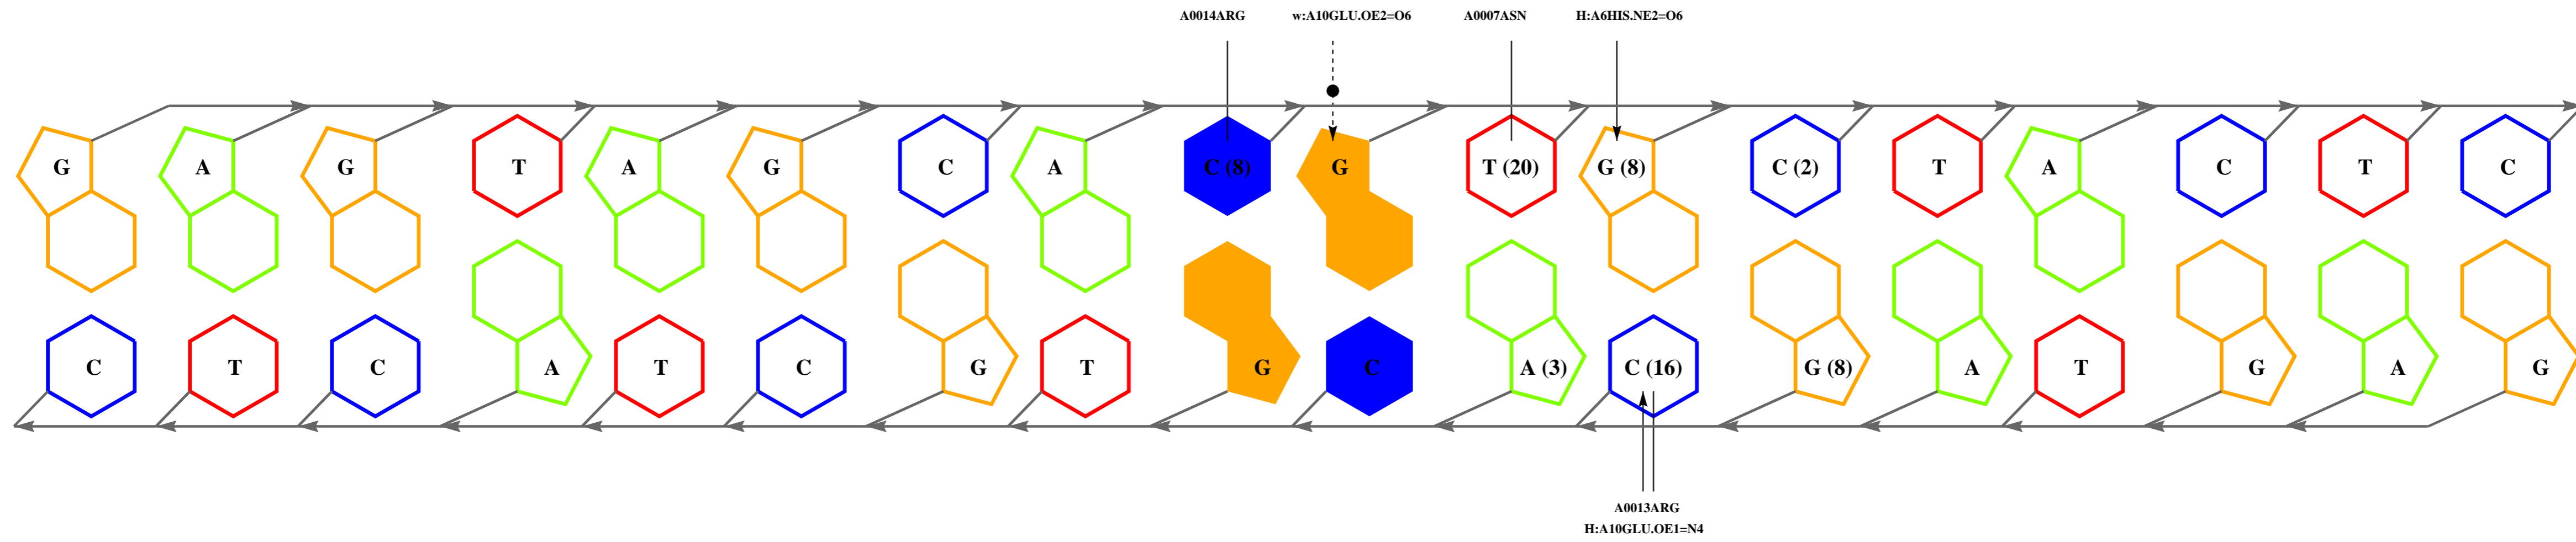 A0014ARG w:A10GLU.OE2=O6 A0007ASN H:A6HIS.NE2=O6
G A G T A G C A C (8) G T (20) G (8) C (2) T A C T C
C T C A T C G T G C A (3) C (16) G (8) A T G A G
A0013ARG
H:A10GLU.OE1=N4